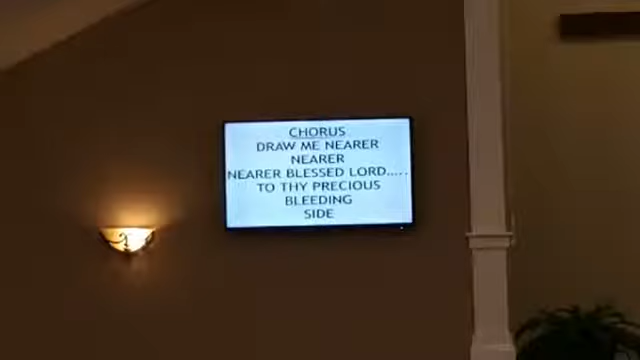 CHORUS
DRAW ME NEARER
NEARER
NEARER BLESSED LORD.....
TO THY PRECIOUS
BLEEDING
SIDE